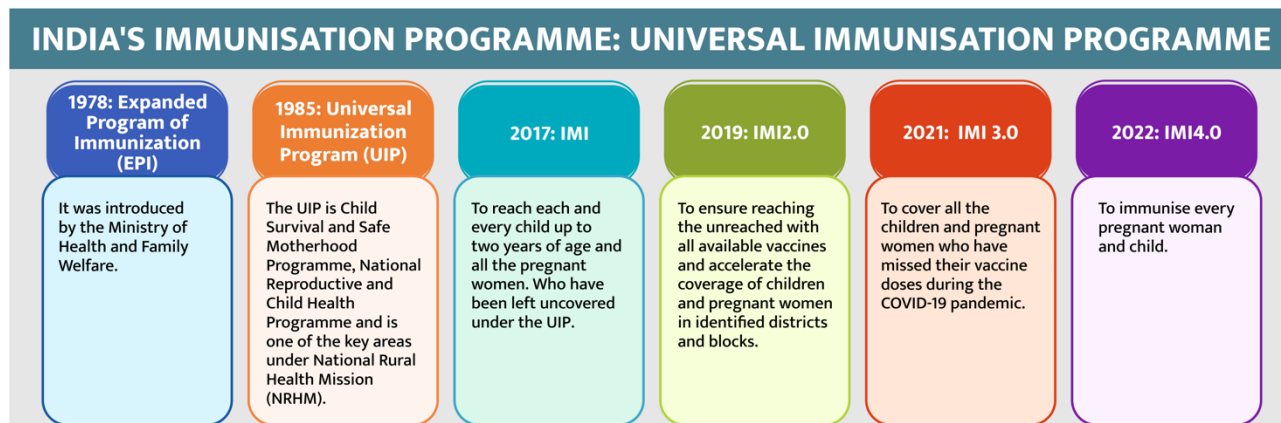 INDIA'S IMMUNISATION PROGRAMME: UNIVERSAL IMMUNISATION PROGRAMME
1978: Expanded
Program of
Immunization
(EPI)
It was introduced
by the Ministry of
Health and Family
Welfare.
1985: Universal
Immunization
Program (UIP)
The UIP is Child
Survival and Safe
Motherhood
Programme, National
Reproductive and
Child Health
Programme and is
one of the key areas
under National Rural
Health Mission
(NRHM).
2017: IMI
To reach each and
every child up to
two years of age and
all the pregnant
women. Who have
been left uncovered
under the UIP.
2019: IMI2.0
To ensure reaching
the unreached with
all available vaccines
and accelerate the
coverage of children
and pregnant women
in identified districts
and blocks.
2021: IMI 3.0
To cover all the
children and pregnant
women who have
missed their vaccine
doses during the
COVID-19 pandemic.
2022: IMI4.0
To immunise every
pregnant woman
and child.